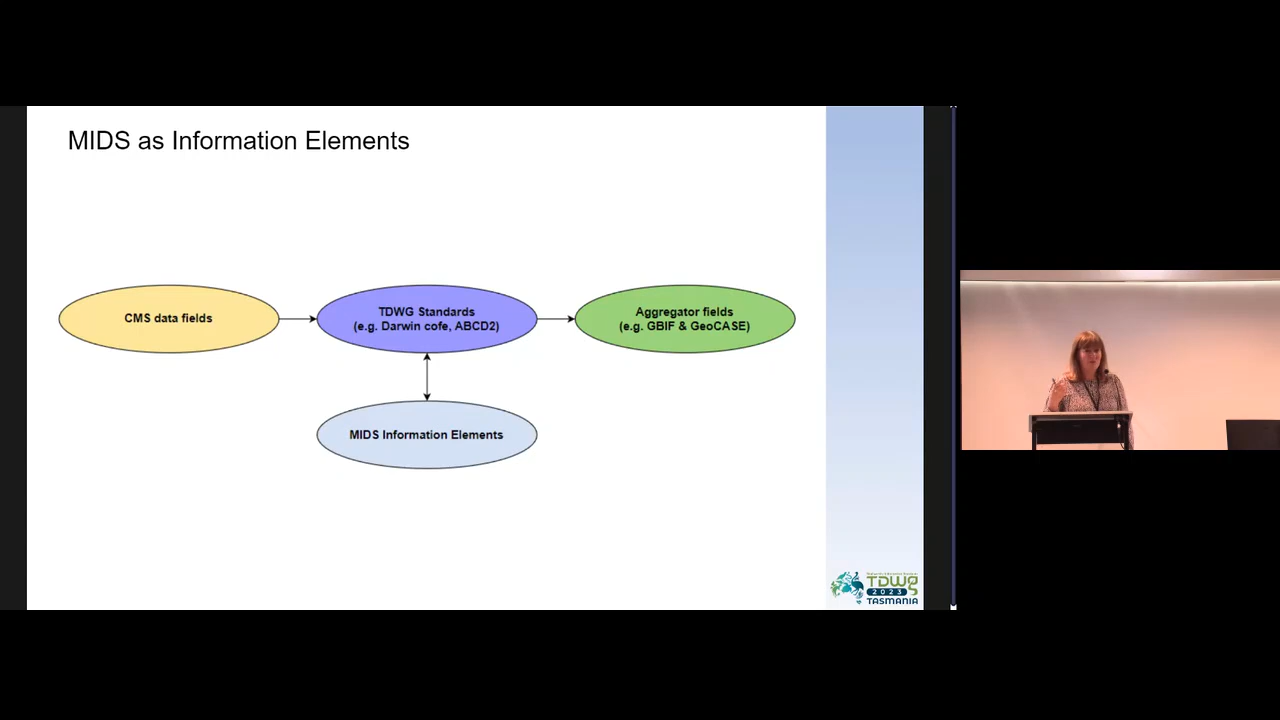 MIDS as Information Elements
CMS data fields
TDWG Standards
(e.g. Darwin cofe, ABCD2)
Aggregator fields
(e.g. GBIF & GeoCASE)
MIDS Information Elements
TDWG
2023
TASMANIA